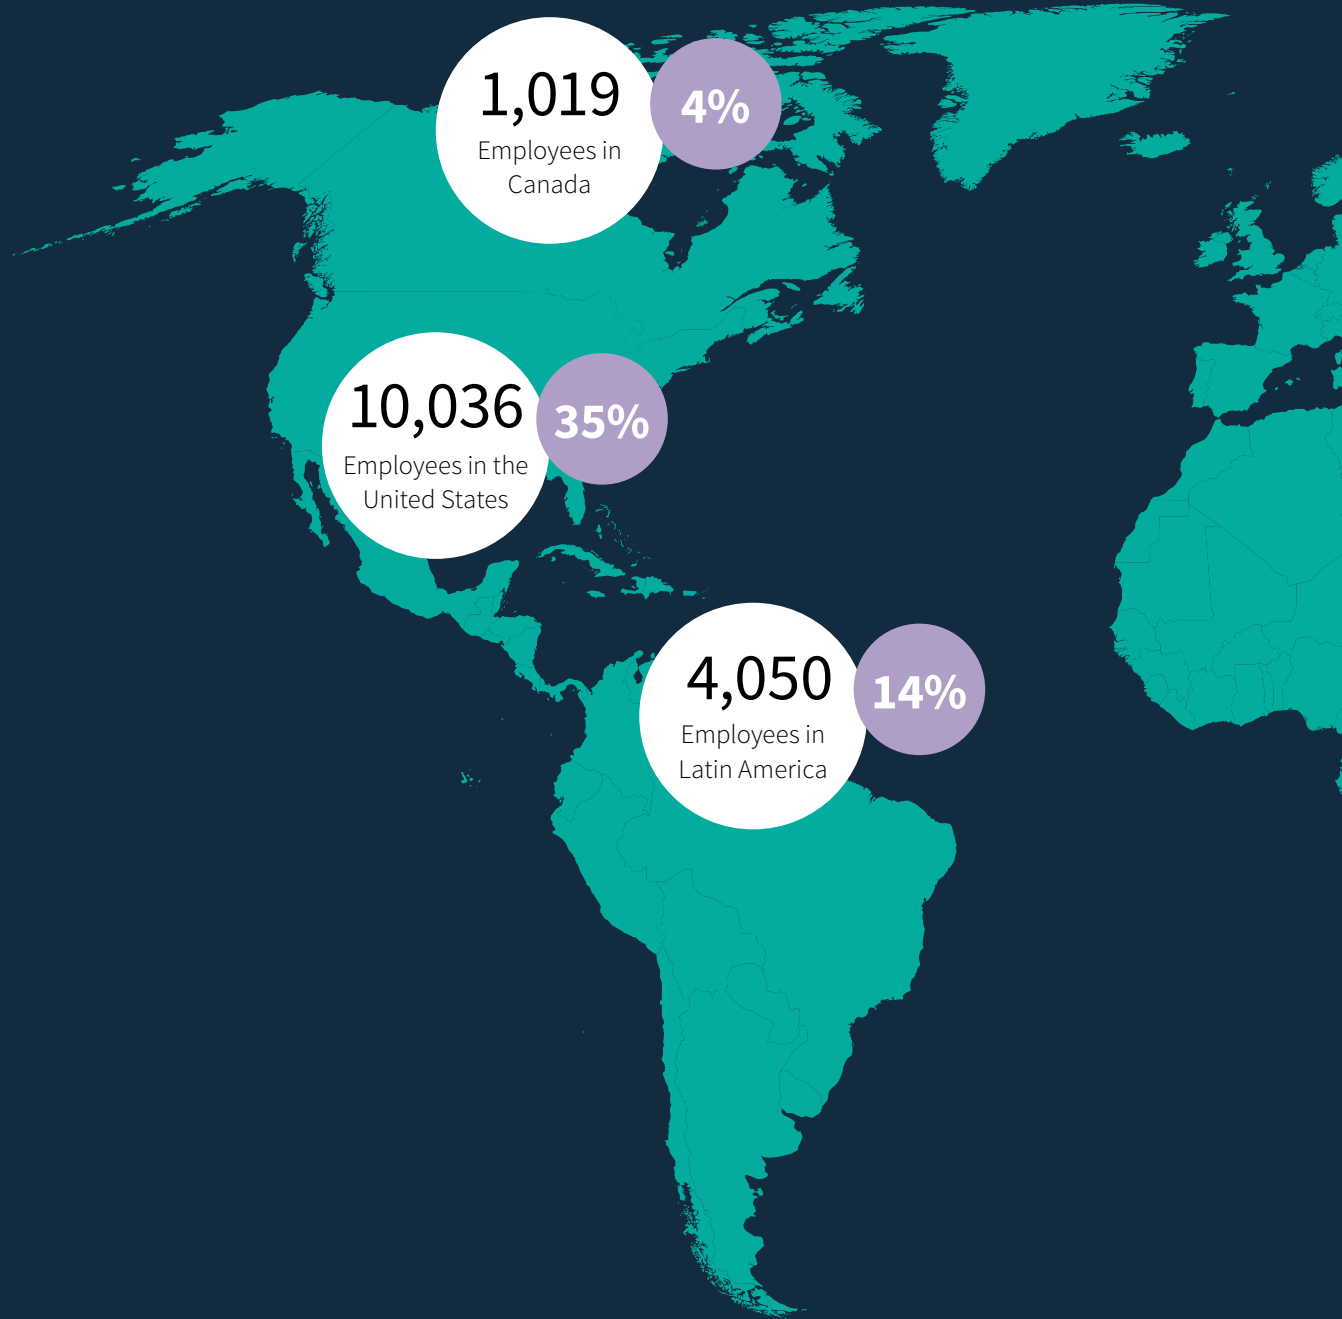 1,019
Employees in
Canada
4%
10,036
Employees in the
United States
35%
4,050
Employees in
Latin America
14%